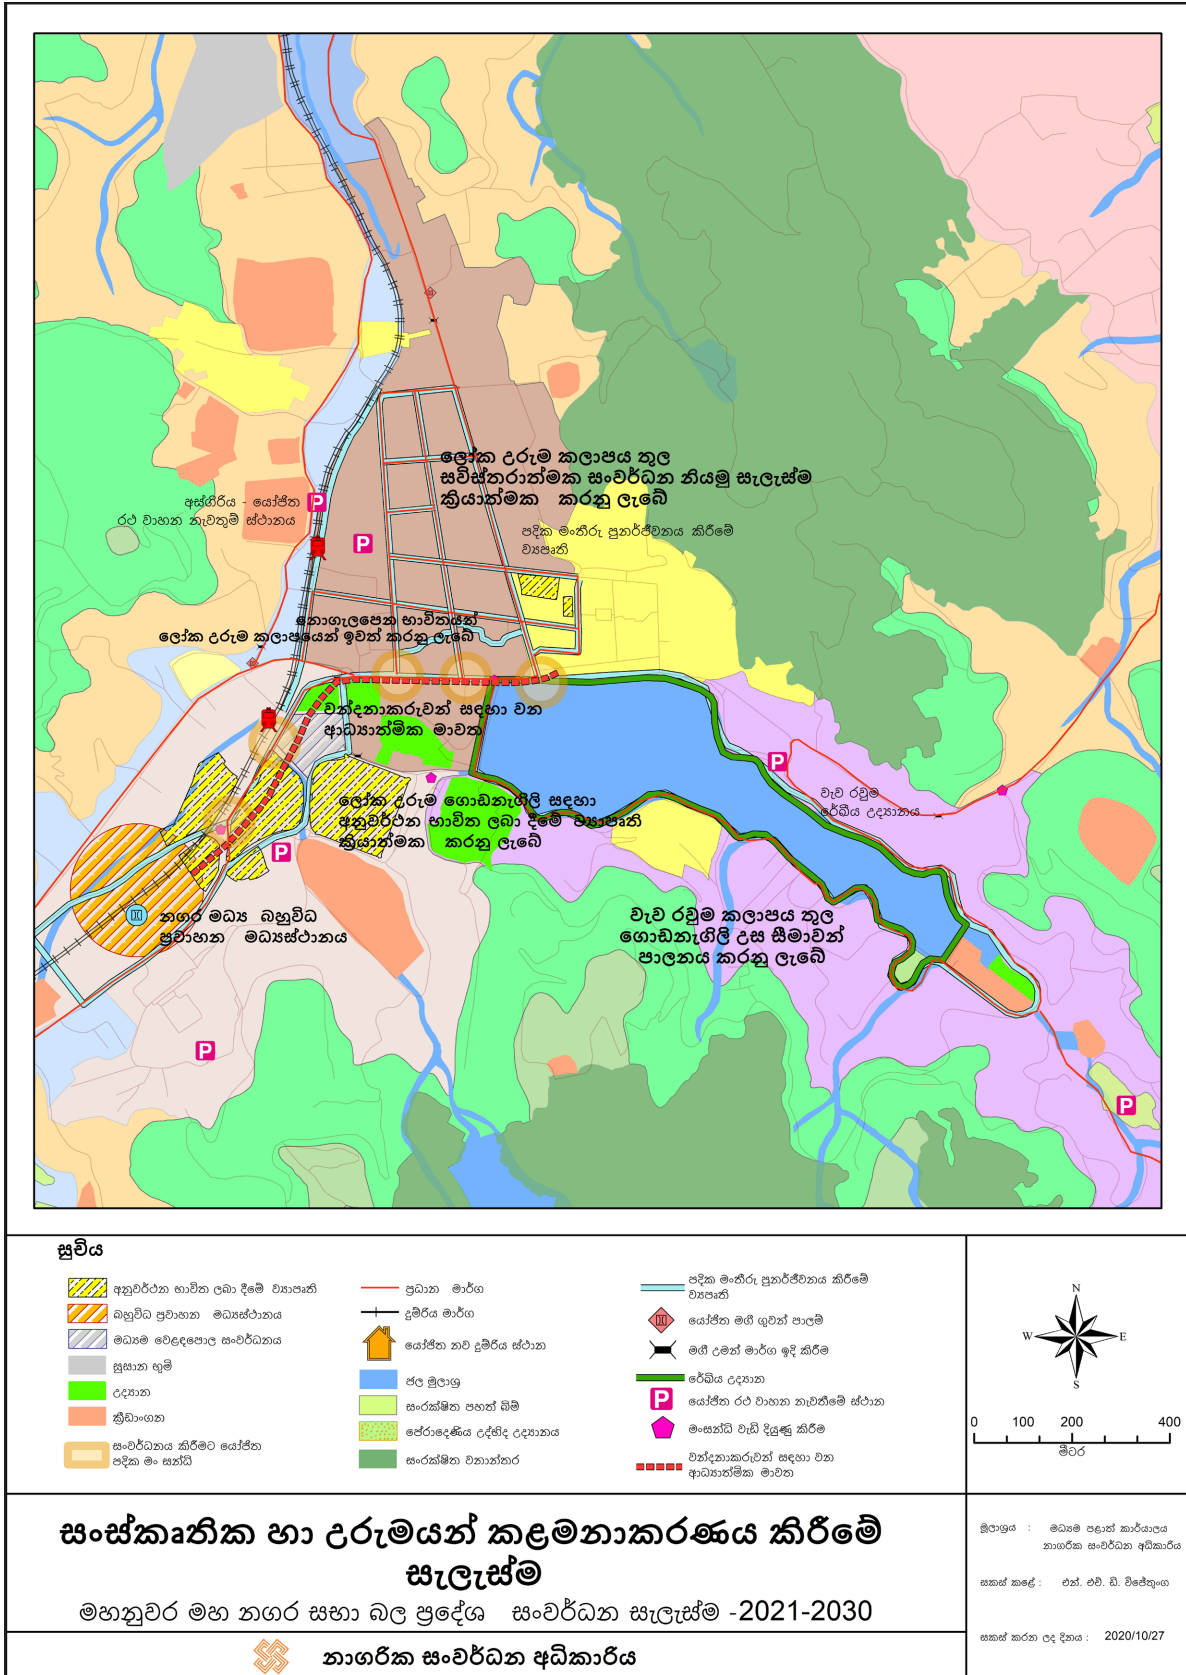 ලෝක උරුම කලාපය තුල
සවිස්තරාත්මක සංවර්ධන නියමු සැලැස්ම
ක්‍රියාත්මක කරනු ලැබේ
අස්ගිරිය - යෝජිත
රථ වාහන නැවතුම් ස්ථානය
P
P
පදික මංතීරු පුනර්ජීවනය කිරීමේ
ව්‍යපෘති
නොගැලපෙන භාවිතයන්
ලෝක උරුම කලාපයෙන් ඉවත් කරනු ලැබේ
වන්දනාකරුවන් සඳහා වන
ආධ්‍යාත්මික මාවත
P
වැව රවුම
රේඛීය උද්‍යානය
ලෝක උරුම ගොඩනැගිලි සඳහා
අනුවර්ථන භාවිත ලබා දීමේ ව්‍යාපෘති
ක්‍රියාත්මක කරනු ලැබේ
P
නගර මධ්‍ය බහුවිධ
ප්‍රවාහන මධ්‍යස්ථානය
වැව රවුම කලාපය තුල
ගොඩනැගිලි උස සීමාවන්
පාලනය කරනු ලැබේ
P
P
සුචිය
අනුවර්ථන භාවිත ලබා දීමේ ව්‍යාපෘති
බහුවිධ ප්‍රවාහන මධ්‍යස්ථානය
මධ්‍යම වෙළඳපොල සංවර්ධනය
සුසාන භුමි
උද්‍යාන
ක්‍රීඩාංගන
සංවර්ධනය කිරීමට යෝජිත
පදික මං සන්ධි
ප්‍රධාන මාර්ග
දුම්රිය මාර්ග
යෝජිත නව දුම්රිය ස්ථාන
ජල මුලාශ්‍ර
සංරක්ෂිත පහත් බිම්
පේරාදෙණිය උද්භිද උද්‍යානය
සංරක්ෂිත වනාන්තර
පදික මංතීරු පුනර්ජීවනය කිරීමේ
ව්‍යපෘති
යෝජිත මගී ගුවන් පාලම්
මගී උමන් මාර්ග ඉදි කිරීම
රේඛීය උද්‍යාන
P යෝජිත රථ වාහන නැවතීමේ ස්ථාන
මංසන්ධි වැඩි දියුණු කිරීම
වන්දනාකරුවන් සඳහා වන
ආධ්‍යාත්මික මාවත
N
W E
S
0 100 200 400
මීටර
සංස්කෘතික හා උරුමයන් කළමනාකරණය කිරීමේ
සැලැස්ම
මහනුවර මහ නගර සභා බල ප්‍රදේශ සංවර්ධන සැලැස්ම -2021-2030
නාගරික සංවර්ධන අධිකාරිය
මූලාශ්‍රය : මධ්‍යම පළාත් කාර්යාලය
නාගරික සංවර්ධන අධිකාරිය
සකස් කළේ : එන්. එච්. ඩී. විජේතුංග
සකස් කරන ලද දිනය : 2020/10/27